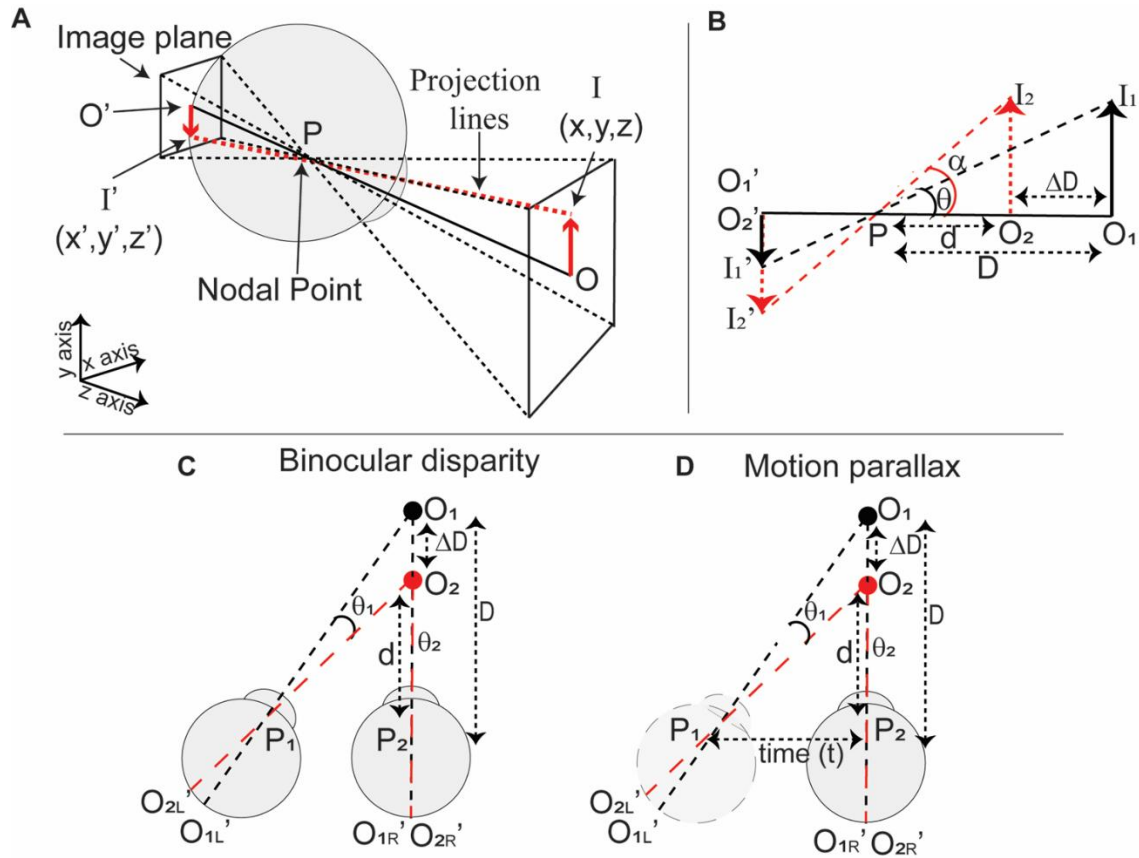 A
Image plane
O'
I'
(x',y',z')
P
Nodal Point
Projection
lines
I
(x,y,z)
O
y axis
x axis
z axis
B
I₂
I₁
α
θ
ΔD
O₁'
O₂'
P
d
O₂
O₁
D
I₁'
I₂'
C
Binocular disparity
O₁
ΔD
O₂
θ₁
D
d
θ₂
P₁
P₂
O₂L'
O₁L'
O₁R' O₂R'
D
Motion parallax
O₁
ΔD
O₂
θ₁
D
d
θ₂
P₁
P₂
time (t)
O₂L'
O₁L'
O₁R' O₂R'